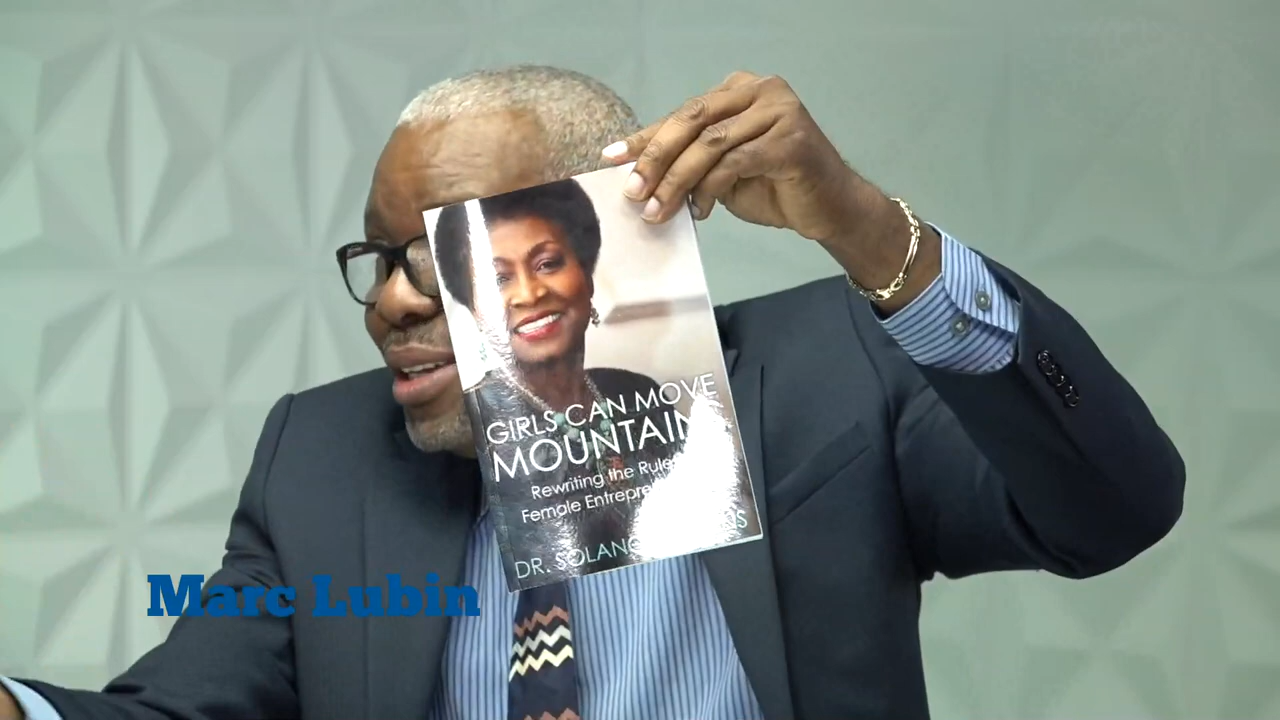 GIRLS CAN MOVE
MOUNTAIN
Rewriting the Rule
Female Entrepre
DR. SOLANG
Marc Lubin